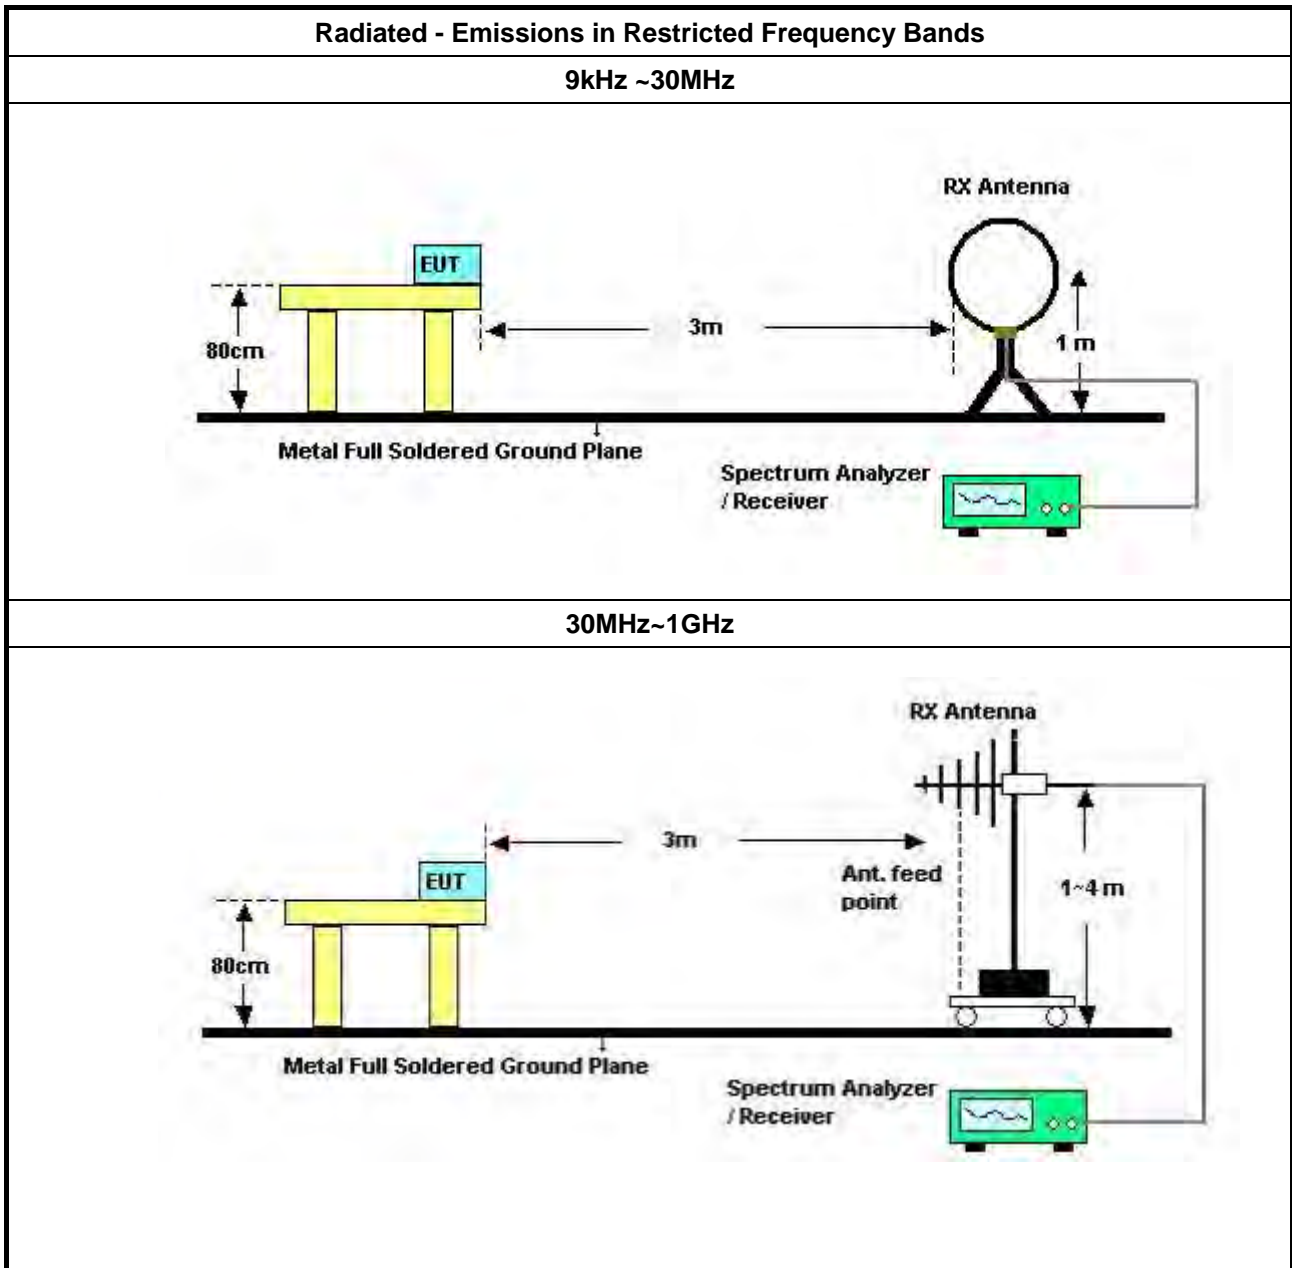 Radiated - Emissions in Restricted Frequency Bands
9kHz ~30MHz
RX Antenna
EUT
3m
80cm
1 m
Metal Full Soldered Ground Plane
Spectrum Analyzer
/ Receiver
30MHz~1GHz
RX Antenna
3m
EUT
Ant. feed
point
1~4 m
80cm
Metal Full Soldered Ground Plane
Spectrum Analyzer
/ Receiver